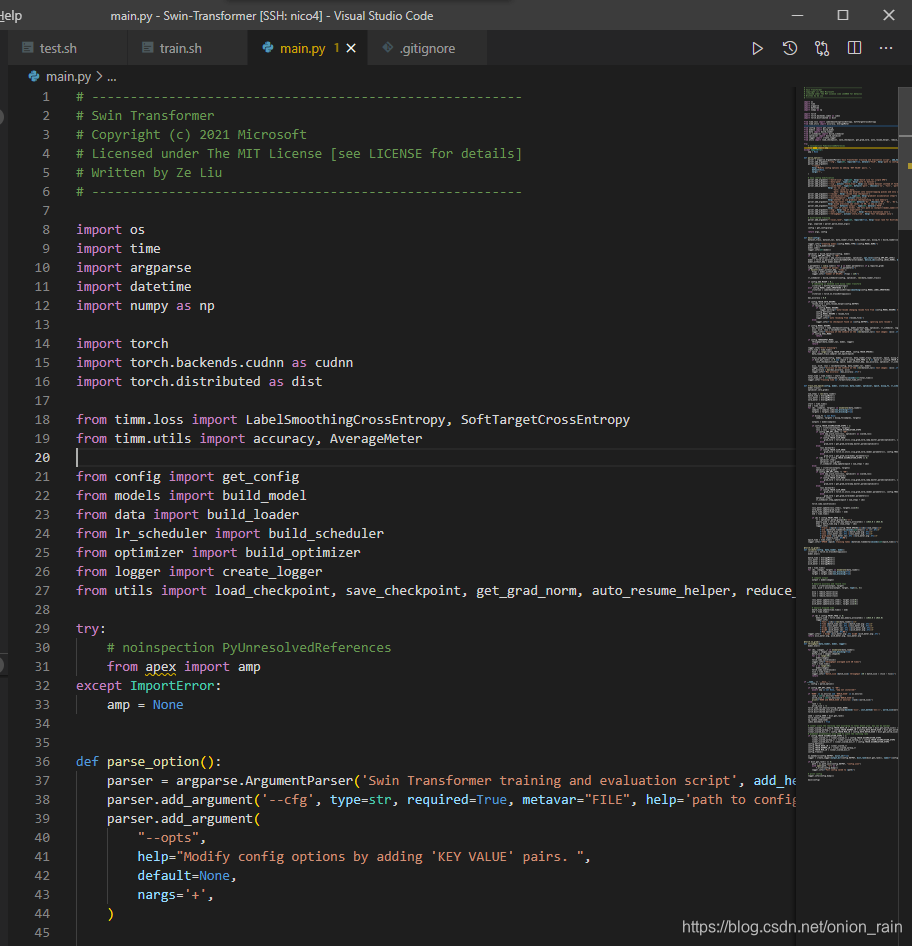 Help main.py - Swin-Transformer [SSH: nico4] - Visual Studio Code
test.sh train.sh main.py 1 .gitignore
main.py > ...
1 # --------------------------------------------------------
2 # Swin Transformer
3 # Copyright (c) 2021 Microsoft
4 # Licensed under The MIT License [see LICENSE for details]
5 # Written by Ze Liu
6 # --------------------------------------------------------
7
8 import os
9 import time
10 import argparse
11 import datetime
12 import numpy as np
13
14 import torch
15 import torch.backends.cudnn as cudnn
16 import torch.distributed as dist
17
18 from timm.loss import LabelSmoothingCrossEntropy, SoftTargetCrossEntropy
19 from timm.utils import accuracy, AverageMeter
20
21 from config import get_config
22 from models import build_model
23 from data import build_loader
24 from lr_scheduler import build_scheduler
25 from optimizer import build_optimizer
26 from logger import create_logger
27 from utils import load_checkpoint, save_checkpoint, get_grad_norm, auto_resume_helper, reduce_
28
29 try:
30     # noinspection PyUnresolvedReferences
31     from apex import amp
32 except ImportError:
33     amp = None
34
35
36 def parse_option():
37     parser = argparse.ArgumentParser('Swin Transformer training and evaluation script', add_he
38     parser.add_argument('--cfg', type=str, required=True, metavar="FILE", help='path to config
39     parser.add_argument(
40         "--opts",
41         help="Modify config options by adding 'KEY VALUE' pairs. ",
42         default=None,
43         nargs='+',
44     )
45
https://blog.csdn.net/onion_rain